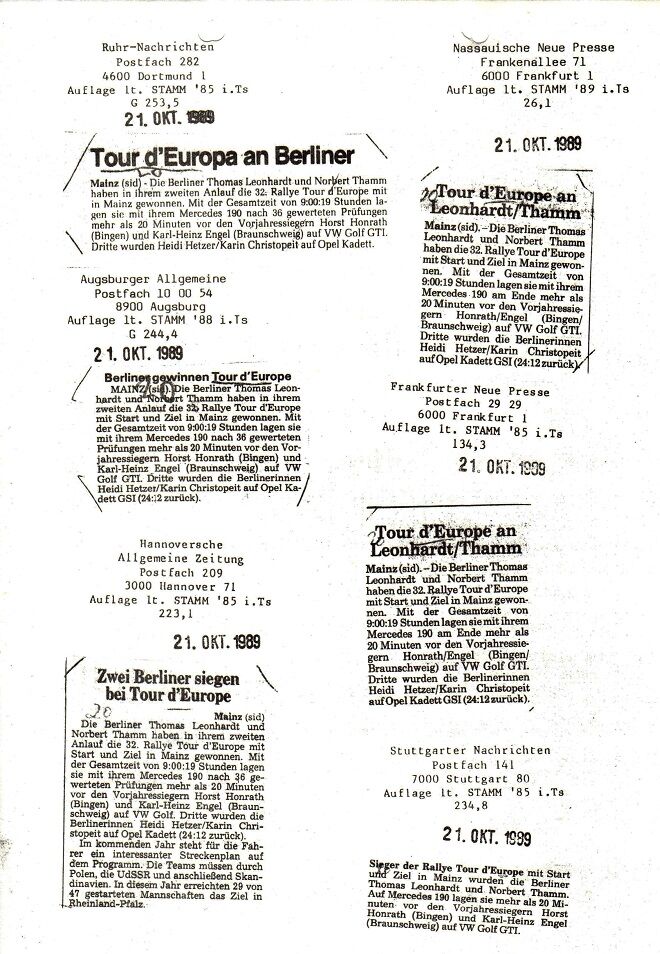 Ruhr-Nachrichten
Postfach 282
4600 Dortmund 1
Auflage lt. STAMM '85 i.Ts
G 253,5
21. OKT. 1989
Tour d'Europa an Berliner
Mainz (sid) - Die Berliner Thomas Leonhardt und Norbert Thamm
haben in ihrem zweiten Anlauf die 32. Rallye Tour d'Europe mit
in Mainz gewonnen. Mit der Gesamtzeit von 9:00:19 Stunden la-
gen sie mit ihrem Mercedes 190 nach 36 gewerteten Prüfungen
mehr als 20 Minuten vor den Vorjahressiegern Horst Honrath
(Bingen) und Karl-Heinz Engel (Braunschweig) auf VW Golf GTI.
Dritte wurden Heidi Hetzer/Karin Christopeit auf Opel Kadett.
Augsburger Allgemeine
Postfach 10 00 54
8900 Augsburg
Auflage lt. STAMM '88 i.Ts
G 244,4
21. OKT. 1989
Berliner gewinnen Tour d'Europe
MAINZ (sid) Die Berliner Thomas Leon-
hardt und Norbert Thamm haben in ihrem
zweiten Anlauf die 32. Rallye Tour d'Europe
mit Start und Ziel in Mainz gewonnen. Mit
der Gesamtzeit von 9:00:19 Stunden lagen sie
mit ihrem Mercedes 190 nach 36 gewerteten
Prüfungen mehr als 20 Minuten vor den Vor-
jahressiegern Horst Honrath (Bingen) und
Karl-Heinz Engel (Braunschweig) auf VW
Golf GTI. Dritte wurden die Berlinerinnen
Heidi Hetzer/Karin Christopeit auf Opel Ka-
dett GSI (24:12 zurück).
Hannoversche
Allgemeine Zeitung
Postfach 209
3000 Hannover 71
Auflage lt. STAMM '85 i.Ts
223,1
21. OKT. 1989
Zwei Berliner siegen
bei Tour d'Europe
20
Mainz (sid)
Die Berliner Thomas Leonhardt und
Norbert Thamm haben in ihrem zweiten
Anlauf die 32. Rallye Tour d'Europe mit
Start und Ziel in Mainz gewonnen. Mit
der Gesamtzeit von 9:00:19 Stunden lagen
sie mit ihrem Mercedes 190 nach 36 ge-
werteten Prüfungen mehr als 20 Minuten
vor den Vorjahressiegern Horst Honrath
(Bingen) und Karl-Heinz Engel (Braun-
schweig) auf VW Golf. Dritte wurden die
Berlinerinnen Heidi Hetzer/Karin Chri-
stopeit auf Opel Kadett (24:12 zurück).
Im kommenden Jahr steht für die Fah-
rer ein interessanter Streckenplan auf
dem Programm. Die Teams müssen durch
Polen, die UdSSR und anschließend Skan-
dinavien. In diesem Jahr erreichten 29 von
47 gestarteten Mannschaften das Ziel in
Rheinland-Pfalz.
Nassauische Neue Presse
Frankenallee 71
6000 Frankfurt 1
Auflage lt. STAMM '89 i.Ts
26,1
21. OKT. 1989
Tour d'Europe an
Leonhardt/Thamm
Mainz (sid). – Die Berliner Thomas
Leonhardt und Norbert Thamm
haben die 32. Rallye Tour d'Europe
mit Start und Ziel in Mainz gewon-
nen. Mit der Gesamtzeit von
9:00:19 Stunden lagen sie mit ihrem
Mercedes 190 am Ende mehr als
20 Minuten vor den Vorjahressie-
gern Honrath/Engel (Bingen/
Braunschweig) auf VW Golf GTI.
Dritte wurden die Berlinerinnen
Heidi Hetzer/Karin Christopeit
auf Opel Kadett GSI (24:12 zurück).
Frankfurter Neue Presse
Postfach 29 29
6000 Frankfurt 1
Auflage lt. STAMM '85 i.Ts
134,3
21. OKT. 1989
Tour d'Europe an
Leonhardt/Thamm
Mainz (sid). – Die Berliner Thomas
Leonhardt und Norbert Thamm
haben die 32. Rallye Tour d'Europe
mit Start und Ziel in Mainz gewon-
nen. Mit der Gesamtzeit von
9:00:19 Stunden lagen sie mit ihrem
Mercedes 190 am Ende mehr als
20 Minuten vor den Vorjahressie-
gern Honrath/Engel (Bingen/
Braunschweig) auf VW Golf GTI.
Dritte wurden die Berlinerinnen
Heidi Hetzer/Karin Christopeit
auf Opel Kadett GSI (24:12 zurück).
Stuttgarter Nachrichten
Postfach 141
7000 Stuttgart 80
Auflage lt. STAMM '85 i.Ts
234,8
21. OKT. 1989
Sieger der Rallye Tour d'Europe mit Start
und Ziel in Mainz wurden die Berliner
Thomas Leonhardt und Norbert Thamm.
Auf Mercedes 190 lagen sie mehr als 20 Mi-
nuten vor den Vorjahressiegern Horst
Honrath (Bingen) und Karl-Heinz Engel
(Braunschweig) auf VW Golf GTI.